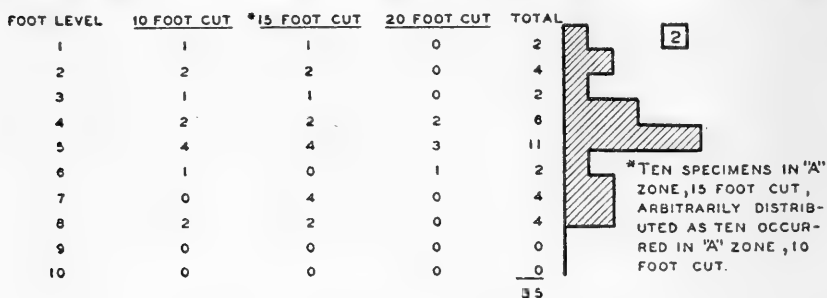 FOOT LEVEL 10 FOOT CUT *15 FOOT CUT 20 FOOT CUT TOTAL
1 1 1 0 2
2 2 2 0 4
3 1 1 0 2
4 2 2 2 6
5 4 4 3 11
6 1 0 1 2
7 0 4 0 4
8 2 2 0 4
9 0 0 0 0
10 0 0 0 0
35
2
*TEN SPECIMENS IN "A"
ZONE, 15 FOOT CUT,
ARBITRARILY DISTRIB-
UTED AS TEN OCCUR-
RED IN "A" ZONE, 10
FOOT CUT.